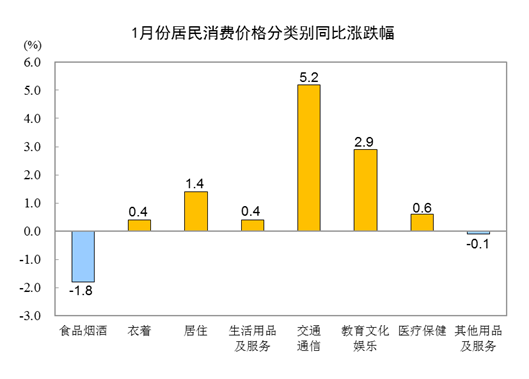 1月份居民消费价格分类别同比涨跌幅
(%)
6.0
5.0
4.0
3.0
2.0
1.0
0.0
-1.0
-2.0
-3.0
-1.8
0.4
1.4
0.4
5.2
2.9
0.6
-0.1
食品烟酒
衣着
居住
生活用品
及服务
交通
通信
教育文化
娱乐
医疗保健
其他用品
及服务